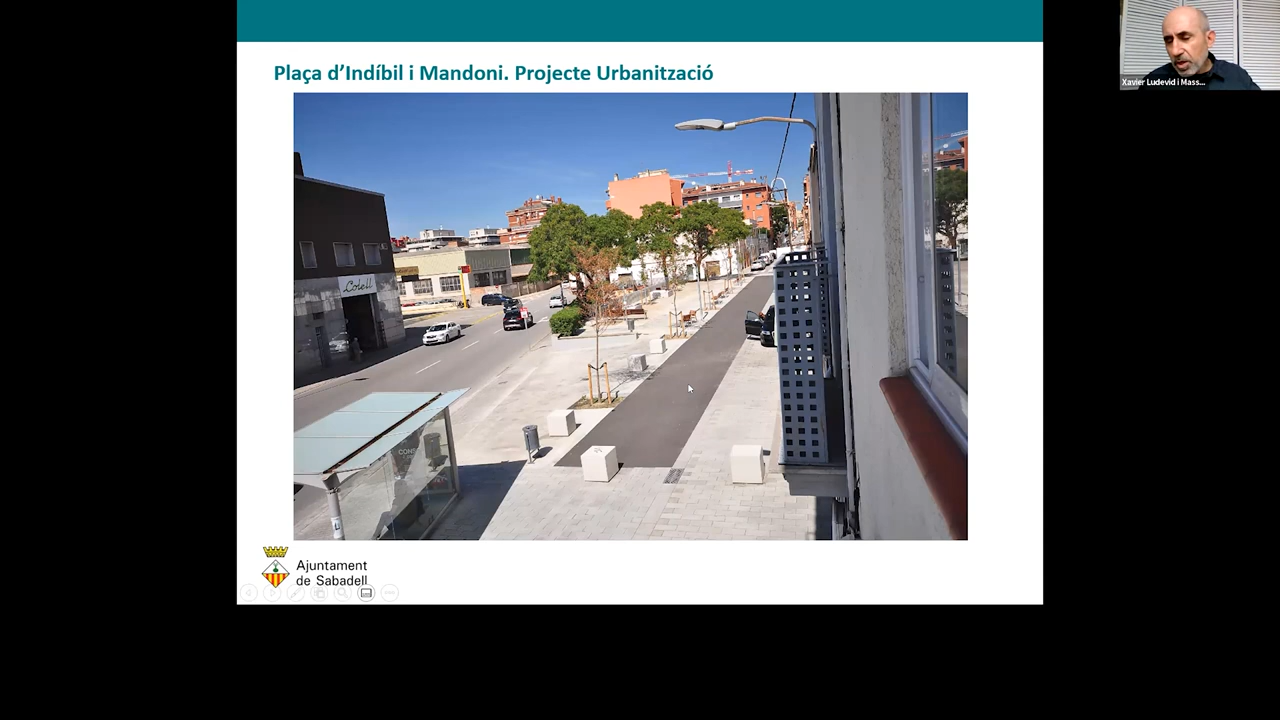 Plaça d’Indíbil i Mandoni. Projecte Urbanització
Xavier Ludevid i Mass...
Cotell
Ajuntament
de Sabadell